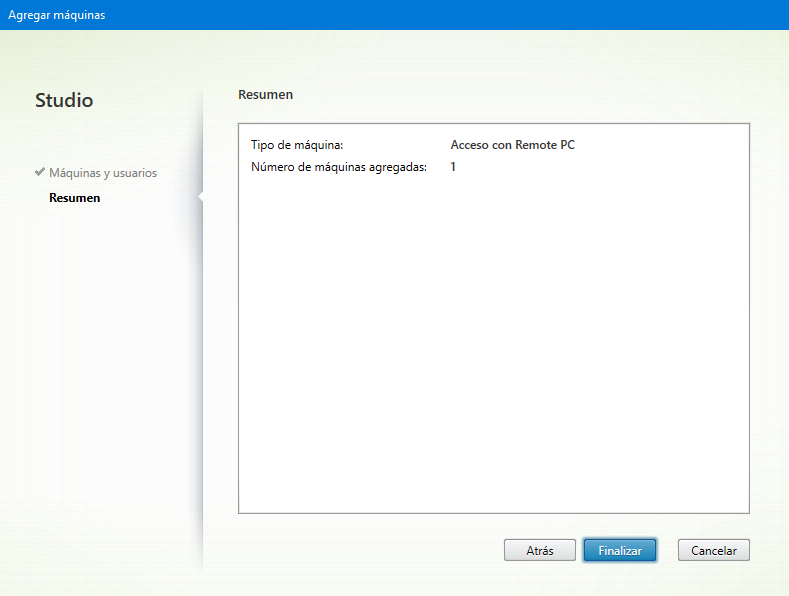 Agregar máquinas
Studio
Máquinas y usuarios
Resumen
Resumen
Tipo de máquina: Acceso con Remote PC
Número de máquinas agregadas: 1
Atrás Finalizar Cancelar